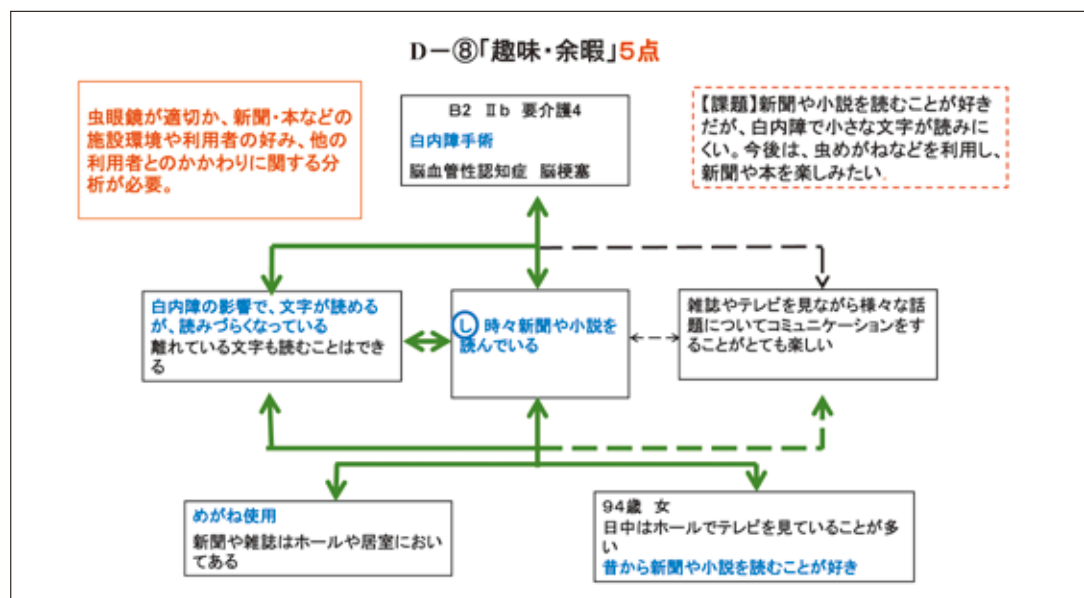 D－⑧「趣味・余暇」5点
虫眼鏡が適切か、新聞・本などの
施設環境や利用者の好み、他の
利用者とのかかわりに関する分
析が必要。
B2 Ⅱb 要介護4
白内障手術
脳血管性認知症 脳梗塞
【課題】新聞や小説を読むことが好き
だが、白内障で小さな文字が読みに
くい。今後は、虫めがねなどを利用し、
新聞や本を楽しみたい.
白内障の影響で、文字が読める
が、読みづらくなっている
離れている文字も読むことはでき
る
し 時々新聞や小説を
読んでいる
雑誌やテレビを見ながら様々な話
題についてコミュニケーションをす
ることがとても楽しい
めがね使用
新聞や雑誌はホールや居室におい
てある
94歳 女
日中はホールでテレビを見ていることが多
い
昔から新聞や小説を読むことが好き